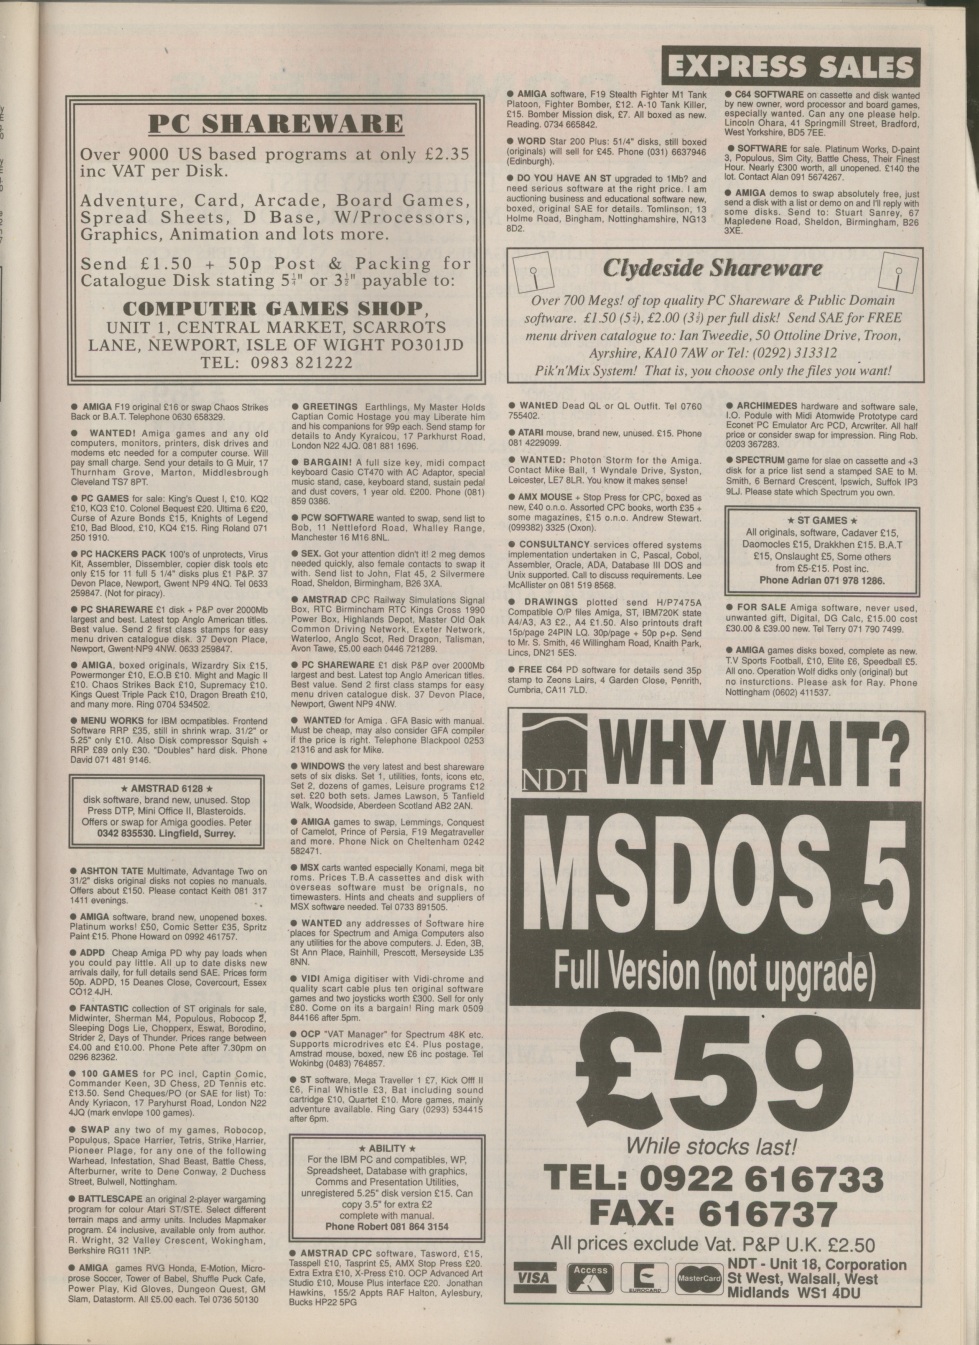 EXPRESS SALES
PC SHAREWARE
Over 9000 US based programs at only £2.35
inc VAT per Disk.
Adventure, Card, Arcade, Board Games,
Spread Sheets, D Base, W/Processors,
Graphics, Animation and lots more.
Send £1.50 + 50p Post & Packing for
Catalogue Disk stating 5¼" or 3½" payable to:
COMPUTER GAMES SHOP,
UNIT 1, CENTRAL MARKET, SCARROTS
LANE, NEWPORT, ISLE OF WIGHT PO301JD
TEL: 0983 821222
● AMIGA software, F19 Stealth Fighter M1 Tank
Platoon, Fighter Bomber, £12. A-10 Tank Killer,
£15. Bomber Mission disk, £7. All boxed as new.
Reading. 0734 665842.
● WORD Star 200 Plus: 51/4" disks, still boxed
(originals) will sell for £45. Phone (031) 6637946
(Edinburgh).
● DO YOU HAVE AN ST upgraded to 1Mb? and
need serious software at the right price. I am
auctioning business and educational software new,
boxed, original SAE for details. Tomlinson, 13
Holme Road, Bingham, Nottinghamshire, NG13
8D2.
● C64 SOFTWARE on cassette and disk wanted
by new owner, word processor and board games,
especially wanted. Can any one please help.
Lincoln Ohara, 41 Springmill Street, Bradford,
West Yorkshire, BD5 7EE.
● SOFTWARE for sale. Platinum Works, D-paint
3, Populous, Sim City, Battle Chess, Their Finest
Hour. Nearly £300 worth, all unopened. £140 the
lot. Contact Alan 091 5674267.
● AMIGA demos to swap absolutely free, just
send a disk with a list or demo on and I'll reply with
some disks. Send to: Stuart Sanrey, 67
Mapledene Road, Sheldon, Birmingham, B26
3XE.
Clydeside Shareware
Over 700 Megs! of top quality PC Shareware & Public Domain
software. £1.50 (5¼), £2.00 (3½) per full disk! Send SAE for FREE
menu driven catalogue to: Ian Tweedie, 50 Ottoline Drive, Troon,
Ayrshire, KA10 7AW or Tel: (0292) 313312
Pik'n'Mix System! That is, you choose only the files you want!
● AMIGA F19 original £16 or swap Chaos Strikes
Back or B.A.T. Telephone 0630 658329.
● WANTED! Amiga games and any old
computers, monitors, printers, disk drives and
modems etc needed for a computer course. Will
pay small charge. Send your details to G Muir, 17
Thurnham Grove, Marton, Middlesbrough
Cleveland TS7 8PT.
● PC GAMES for sale: King's Quest I, £10. KQ2
£10, KQ3 £10. Colonel Bequest £20. Ultima 6 £20,
Curse of Azure Bonds £15, Knights of Legend
£10, Bad Blood, £10, KQ4 £15. Ring Roland 071
250 1910.
● PC HACKERS PACK 100's of unprotects, Virus
Kit, Assembler, Dissembler, copier disk tools etc
only £15 for 11 full 5 1/4" disks plus £1 P&P. 37
Devon Place, Newport, Gwent NP9 4NQ. Tel 0633
259847. (Not for piracy).
● PC SHAREWARE £1 disk + P&P over 2000Mb
largest and best. Latest top Anglo American titles.
Best value. Send 2 first class stamps for easy
menu driven catalogue disk. 37 Devon Place,
Newport, Gwent NP9 4NW. 0633 259847.
● AMIGA, boxed originals, Wizardry Six £15,
Powermonger £10, E.O.B £10. Might and Magic II
£10. Chaos Strikes Back £10, Supremacy £10.
Kings Quest Triple Pack £10, Dragon Breath £10,
and many more. Ring 0704 534502.
● MENU WORKS for IBM ocmpatibles. Frontend
Software RRP £35, still in shrink wrap. 31/2" or
5.25" only £10. Also Disk compressor Squish +
RRP £89 only £30. "Doubles" hard disk. Phone
David 071 481 9146.
★ AMSTRAD 6128 ★
disk software, brand new, unused. Stop
Press DTP, Mini Office II, Blasteroids.
Offers or swap for Amiga goodies. Peter
0342 835530. Lingfield, Surrey.
● ASHTON TATE Multimate, Advantage Two on
31/2" disks original disks not copies no manuals.
Offers about £150. Please contact Keith 081 317
1411 evenings.
● AMIGA software, brand new, unopened boxes.
Platinum works! £50, Comic Setter £35, Spritz
Paint £15. Phone Howard on 0992 461757.
● ADPD Cheap Amiga PD why pay loads when
you could pay little. All up to date disks new
arrivals daily, for full details send SAE. Prices form
50p. ADPD, 15 Deanes Close, Covercourt, Essex
CO12 4JH.
● FANTASTIC collection of ST originals for sale,
Midwinter, Sherman M4, Populous, Robocop 2,
Sleeping Dogs Lie, Chopperx, Eswat, Borodino,
Strider 2, Days of Thunder. Prices range between
£4.00 and £10.00. Phone Pete after 7.30pm on
0296 82362.
● 100 GAMES for PC incl, Captin Comic,
Commander Keen, 3D Chess, 2D Tennis etc.
£13.50. Send Cheques/PO (or SAE for list) To:
Andy Kyriacon, 17 Paryhurst Road, London N22
4JQ (mark envlope 100 games).
● SWAP any two of my games, Robocop,
Populous, Space Harrier, Tetris, Strike Harrier,
Pioneer Plage, for any one of the following
Warhead, Infestation, Shad Beast, Battle Chess,
Afterburner, write to Dene Conway, 2 Duchess
Street, Bulwell, Nottingham.
● BATTLESCAPE an original 2-player wargaming
program for colour Atari ST/STE. Select different
terrain maps and army units. Includes Mapmaker
program. £4 inclusive, available only from author.
R. Wright, 32 Valley Crescent, Wokingham,
Berkshire RG11 1NP.
● AMIGA games RVG Honda, E-Motion, Micro-
prose Soccer, Tower of Babel, Shuffle Puck Cafe,
Power Play, Kid Gloves, Dungeon Quest, GM
Slam, Datastorm. All £5.00 each. Tel 0736 50130
● GREETINGS Earthlings, My Master Holds
Captian Comic Hostage you may Liberate him
and his companions for 99p each. Send stamp for
details to Andy Kyraicou, 17 Parkhurst Road,
London N22 4JQ. 081 881 1696.
● BARGAIN! A full size key, midi compact
keyboard Casio CT470 with AC Adaptor, special
music stand, case, keyboard stand, sustain pedal
and dust covers, 1 year old. £200. Phone (081)
859 0386.
● PCW SOFTWARE wanted to swap, send list to
Bob, 11 Nettleford Road, Whalley Range,
Manchester 16 M16 8NL.
● SEX. Got your attention didn't it! 2 meg demos
needed quickly, also female contacts to swap it
with. Send list to John, Flat 45, 2 Silvermere
Road, Sheldon, Birmingham, B26 3XA.
● AMSTRAD CPC Railway Simulations Signal
Box, RTC Birmincham RTC Kings Cross 1990
Power Box, Highlands Depot, Master Old Oak
Common Driving Network, Exeter Network,
Waterloo, Anglo Scot, Red Dragon, Talisman,
Avon Tawe, £5.00 each 0446 721289.
● PC SHAREWARE £1 disk P&P over 2000Mb
largest and best. Latest top Anglo American titles.
Best value. Send 2 first class stamps for easy
menu driven catalogue disk. 37 Devon Place,
Newport, Gwent NP9 4NW.
● WANTED for Amiga . GFA Basic with manual.
Must be cheap, may also consider GFA compiler
if the price is right. Telephone Blackpool 0253
21316 and ask for Mike.
● WINDOWS the very latest and best shareware
sets of six disks. Set 1, utilities, fonts, icons etc,
Set 2, dozens of games, Leisure programs £12
set. £20 both sets. James Lawson, 5 Tanfield
Walk, Woodside, Aberdeen Scotland AB2 2AN.
● AMIGA games to swap, Lemmings, Conquest
of Camelot, Prince of Persia, F19 Megatraveller
and more. Phone Nick on Cheltenham 0242
582471.
● MSX carts wanted especially Konami, mega bit
roms. Prices T.B.A cassettes and disk with
overseas software must be orignals, no
timewasters. Hints and cheats and suppliers of
MSX software needed. Tel 0733 891505.
● WANTED any addresses of Software hire
places for Spectrum and Amiga Computers also
any utilities for the above computers. J. Eden, 3B,
St Ann Place, Rainhill, Prescott, Merseyside L35
8NN.
● VIDI Amiga digitiser with Vidi-chrome and
quality scart cable plus ten original software
games and two joysticks worth £300. Sell for only
£80. Come on its a bargain! Ring mark 0509
844166 after 5pm.
● OCP "VAT Manager" for Spectrum 48K etc.
Supports microdrives etc £4. Plus postage.
Amstrad mouse, boxed, new £6 inc postage. Tel
Wokinbg (0483) 764857.
● ST software, Mega Traveller 1 £7, Kick Offf II
£6, Final Whistle £3, Bat including sound
cartridge £10, Quartet £10. More games, mainly
adventure available. Ring Gary (0293) 534415
after 6pm.
★ ABILITY ★
For the IBM PC and compatibles, WP,
Spreadsheet, Database with graphics,
Comms and Presentation Utilities,
unregistered 5.25" disk version £15. Can
copy 3.5" for extra £2
complete with manual.
Phone Robert 081 864 3154
● AMSTRAD CPC software, Tasword, £15,
Tasspell £10, Tasprint £5, AMX Stop Press £20.
Extra Extra £10, X-Press £10. OCP Advanced Art
Studio £10, Mouse Plus interface £20. Jonathan
Hawkins, 155/2 Appts RAF Halton, Aylesbury,
Bucks HP22 5PG
● WANtED Dead QL or QL Outfit. Tel 0760
755402.
● ATARI mouse, brand new, unused. £15. Phone
081 4229099.
● WANTED: Photon Storm for the Amiga.
Contact Mike Ball, 1 Wyndale Drive, Syston,
Leicester, LE7 8LR. You know it makes sense!
● AMX MOUSE + Stop Press for CPC, boxed as
new, £40 o.n.o. Assorted CPC books, worth £35 +
some magazines, £15 o.n.o. Andrew Stewart.
(099382) 3325 (Oxon).
● CONSULTANCY services offered systems
implementation undertaken in C, Pascal, Cobol,
Assembler, Oracle, ADA, Database III DOS and
Unix supported. Call to discuss requirements. Lee
McAllister on 081 519 8568.
● DRAWINGS plotted send H/P7475A
Compatible O/P files Amiga, ST, IBM720K state
A4/A3, A3 £2., A4 £1.50. Also printouts draft
15p/page 24PIN LQ. 30p/page + 50p p+p. Send
to Mr. S. Smith, 46 Willingham Road, Knaith Park,
Lincs, DN21 5ES.
● FREE C64 PD software for details send 35p
stamp to Zeons Lairs, 4 Garden Close, Penrith,
Cumbria, CA11 7LD.
● ARCHIMEDES hardware and software sale,
I.O. Podule with Midi Atomwide Prototype card
Econet PC Emulator Arc PCD, Arcwriter. All half
price or consider swap for impression. Ring Rob.
0203 367283.
● SPECTRUM game for slae on cassette and +3
disk for a price list send a stamped SAE to M.
Smith, 6 Bernard Crescent, Ipswich, Suffok IP3
9LJ. Please state which Spectrum you own.
★ ST GAMES ★
All originals, software, Cadaver £15,
Daomocles £15, Drakkhen £15. B.A.T
£15, Onslaught £5, Some others
from £5-£15. Post inc.
Phone Adrian 071 978 1286.
● FOR SALE Amiga software, never used,
unwanted gift, Digital, DG Calc, £15.00 cost
£30.00 & £39.00 new. Tel Terry 071 790 7499.
● AMIGA games disks boxed, complete as new.
T.V Sports Football, £10, Elite £6, Speedball £5.
All ono. Operation Wolf didks only (original) but
no insturctions. Please ask for Ray. Phone
Nottingham (0602) 411537.
NDT
WHY WAIT?
MSDOS 5
Full Version (not upgrade)
£59
While stocks last!
TEL: 0922 616733
FAX: 616737
All prices exclude Vat. P&P U.K. £2.50
VISA
Access
EUROCARD
MasterCard
NDT - Unit 18, Corporation
St West, Walsall, West
Midlands WS1 4DU